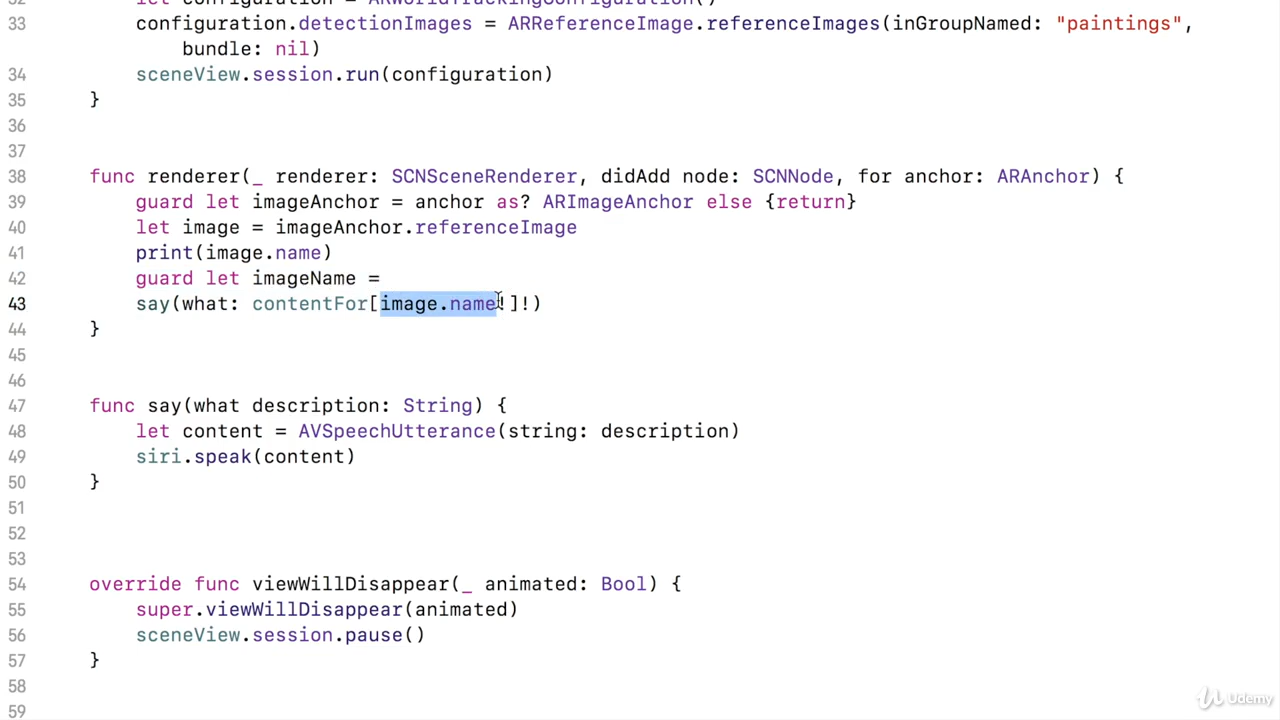 32 let configuration = ARWorldTrackingConfiguration()
33 configuration.detectionImages = ARReferenceImage.referenceImages(inGroupNamed: "paintings",
bundle: nil)
34 sceneView.session.run(configuration)
35 }
36
37
38 func renderer(_ renderer: SCNSceneRenderer, didAdd node: SCNNode, for anchor: ARAnchor) {
39 guard let imageAnchor = anchor as? ARImageAnchor else {return}
40 let image = imageAnchor.referenceImage
41 print(image.name)
42 guard let imageName =
43 say(what: contentFor[image.name!]!)
44 }
45
46
47 func say(what description: String) {
48 let content = AVSpeechUtterance(string: description)
49 siri.speak(content)
50 }
51
52
53
54 override func viewWillDisappear(_ animated: Bool) {
55 super.viewWillDisappear(animated)
56 sceneView.session.pause()
57 }
58
59
Udemy